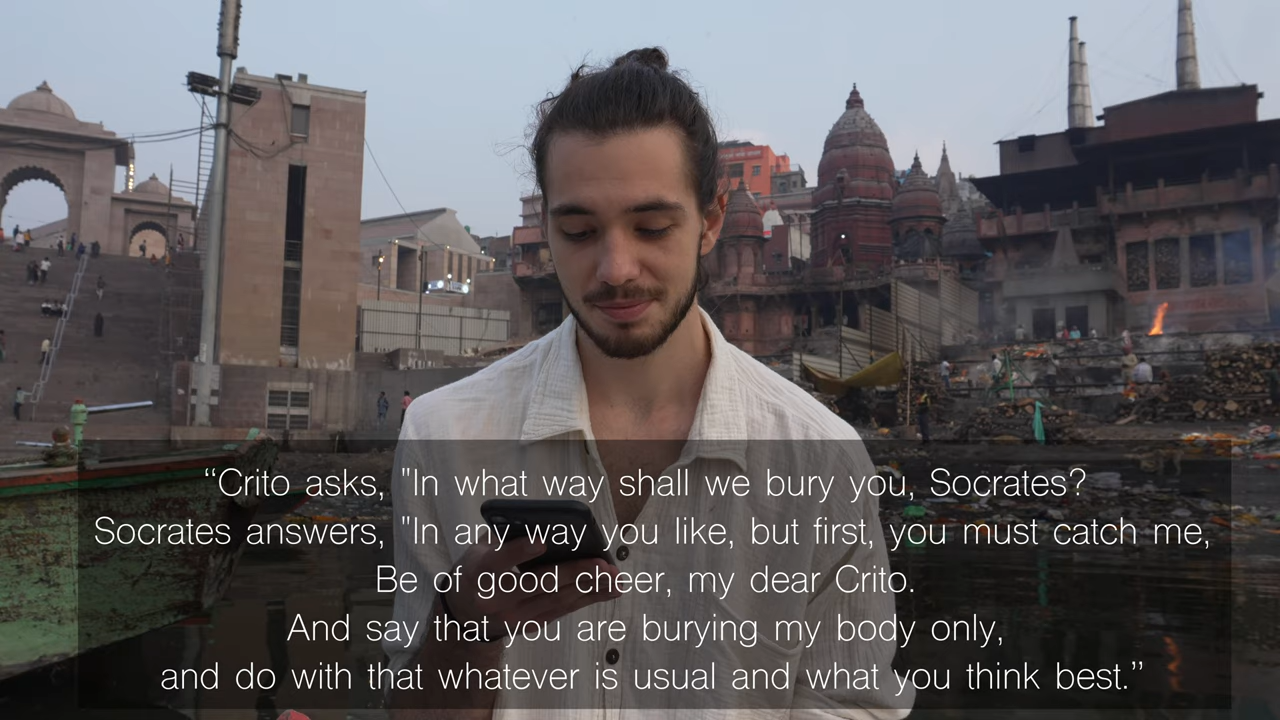 “Crito asks, "In what way shall we bury you, Socrates?
Socrates answers, "In any way you like, but first, you must catch me,
Be of good cheer, my dear Crito.
And say that you are burying my body only,
and do with that whatever is usual and what you think best.”